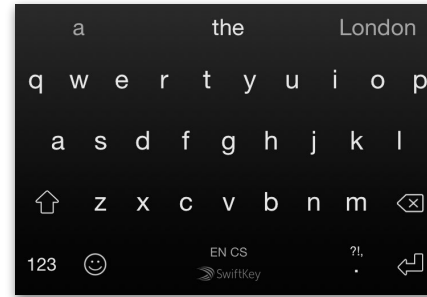 a the London
q w e r t y u i o p
a s d f g h j k l
z x c v b n m
EN CS ?!,
123 SwiftKey .